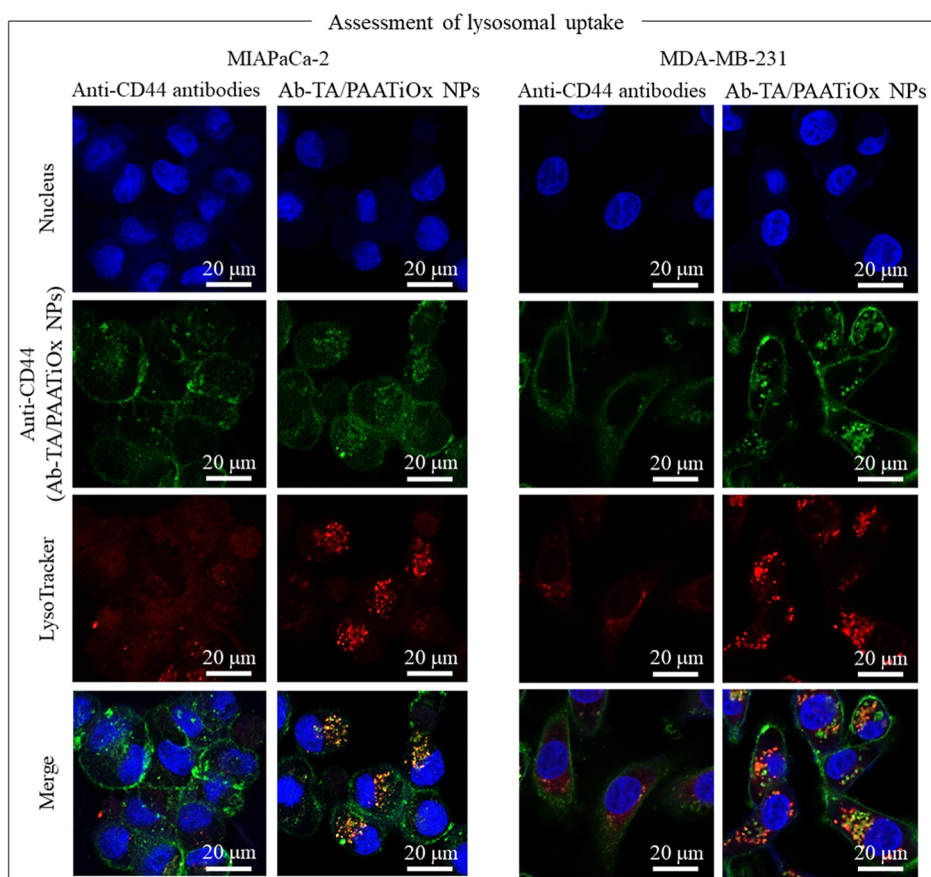 Assessment of lysosomal uptake
MIAPaCa-2
MDA-MB-231
Anti-CD44 antibodies
Ab-TA/PAATiOx NPs
Anti-CD44 antibodies
Ab-TA/PAATiOx NPs
Nucleus
20 μm
20 μm
20 μm
20 μm
Anti-CD44
(Ab-TA/PAATiOx NPs)
20 μm
20 μm
20 μm
20 μm
LysoTracker
20 μm
20 μm
20 μm
20 μm
Merge
20 μm
20 μm
20 μm
20 μm